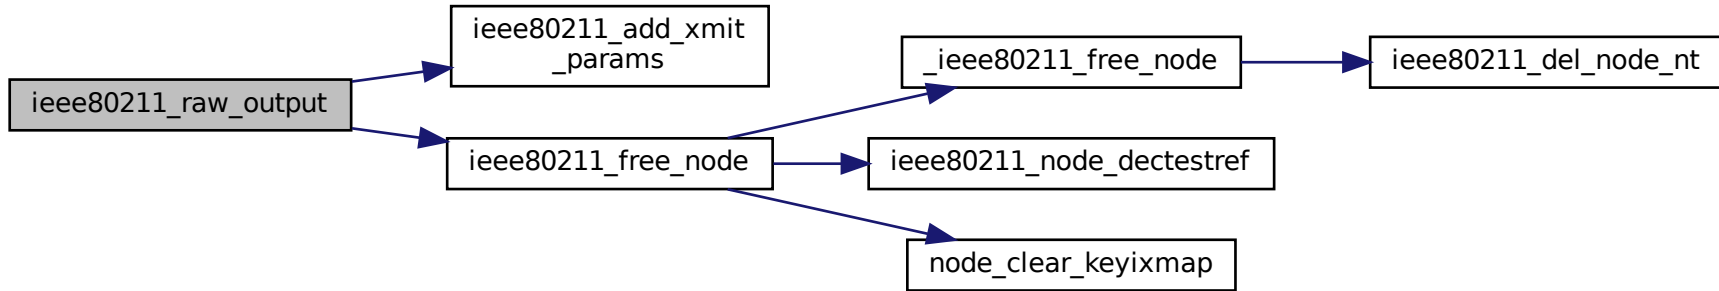 ieee80211_raw_output
ieee80211_add_xmit
_params
ieee80211_free_node
_ieee80211_free_node
ieee80211_node_dectestref
node_clear_keyixmap
ieee80211_del_node_nt